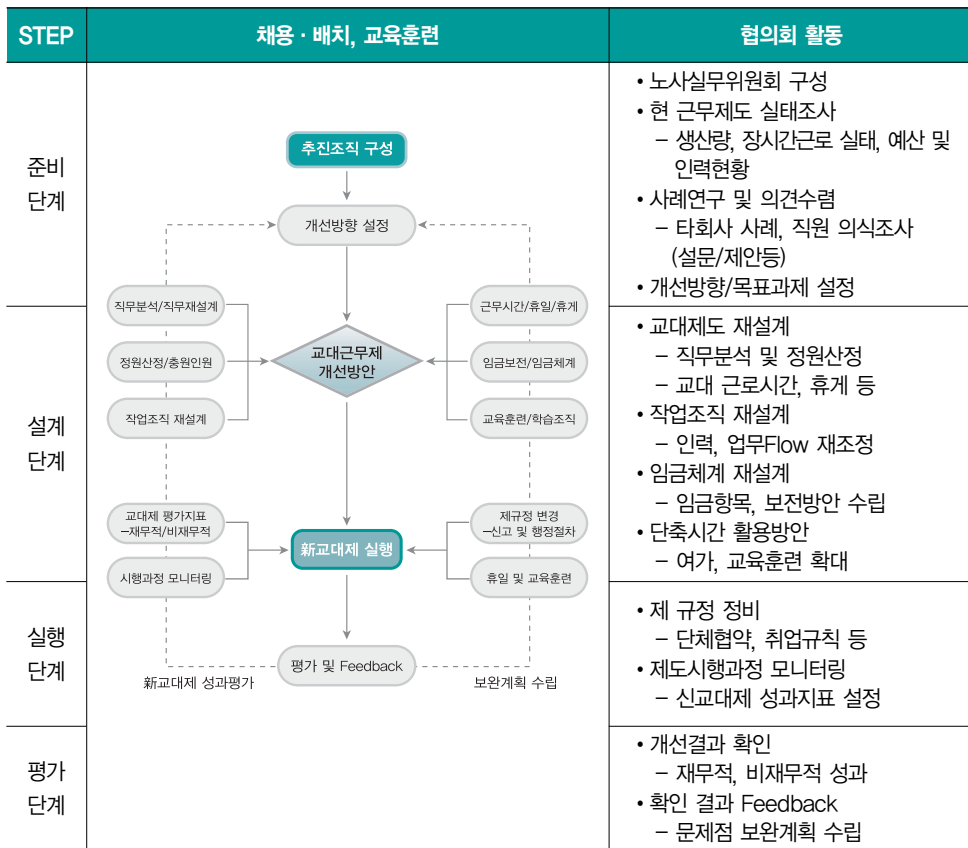 STEP
채용 · 배치, 교육훈련
협의회 활동
준비
단계
추진조직 구성
개선방향 설정
• 노사실무위원회 구성
• 현 근무제도 실태조사
– 생산량, 장시간근로 실태, 예산 및
인력현황
• 사례연구 및 의견수렴
– 타회사 사례, 직원 의식조사
(설문/제안등)
• 개선방향/목표과제 설정
설계
단계
직무분석/직무재설계
정원산정/충원인원
작업조직 재설계
교대근무제
개선방안
근무시간/휴일/휴게
임금보전/임금체계
교육훈련/학습조직
교대제 평가지표
–재무적/비재무적
시행과정 모니터링
新교대제 실행
제규정 변경
–신고 및 행정절차
휴일 및 교육훈련
• 교대제도 재설계
– 직무분석 및 정원산정
– 교대 근로시간, 휴게 등
• 작업조직 재설계
– 인력, 업무Flow 재조정
• 임금체계 재설계
– 임금항목, 보전방안 수립
• 단축시간 활용방안
– 여가, 교육훈련 확대
실행
단계
평가 및 Feedback
新교대제 성과평가
보완계획 수립
• 제 규정 정비
– 단체협약, 취업규칙 등
• 제도시행과정 모니터링
– 신교대제 성과지표 설정
평가
단계
• 개선결과 확인
– 재무적, 비재무적 성과
• 확인 결과 Feedback
– 문제점 보완계획 수립